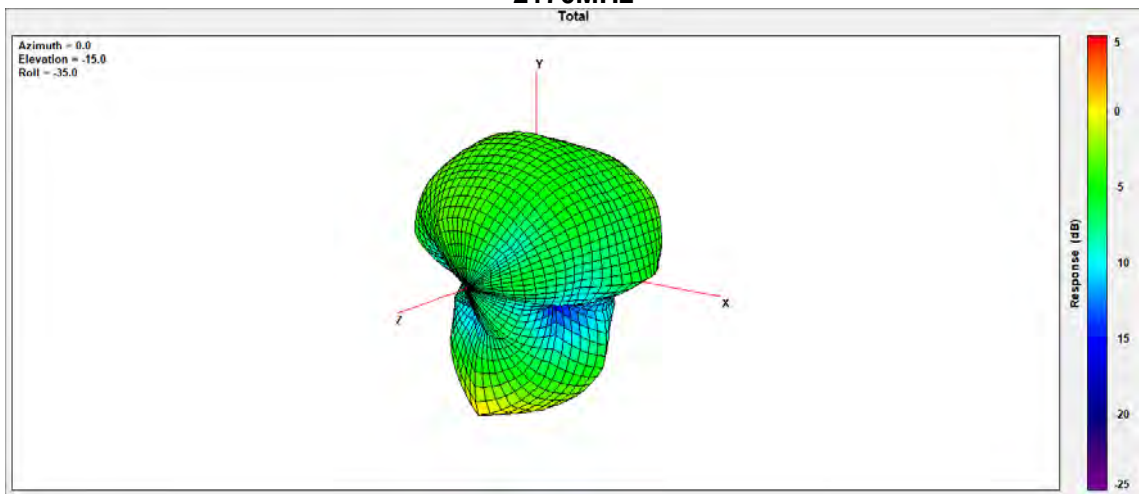 Total
Azimuth = 0.0
Elevation = -15.0
Roll = -35.0
Y
X
Z
5
0
5
10
15
-20
-25
Response (dB)